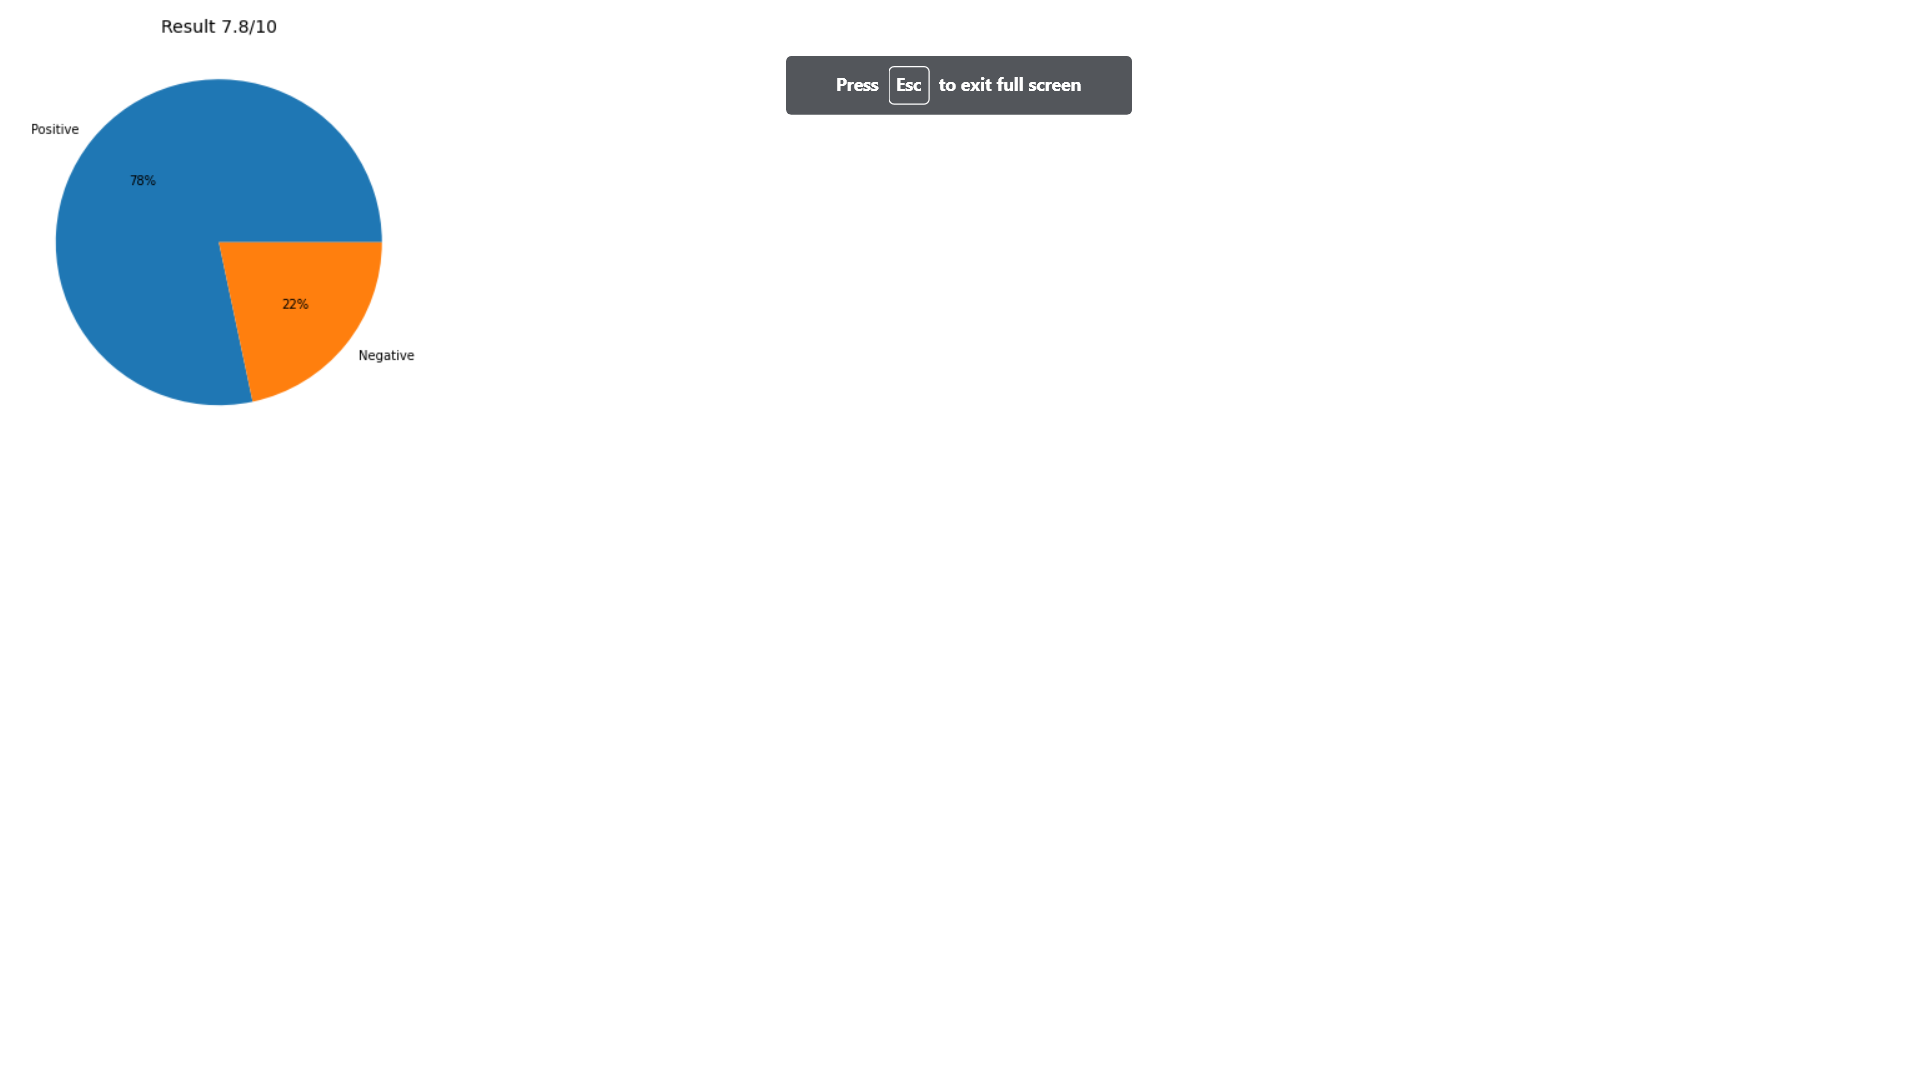 Result 7.8/10
Press Esc to exit full screen
Positive
78%
22%
Negative